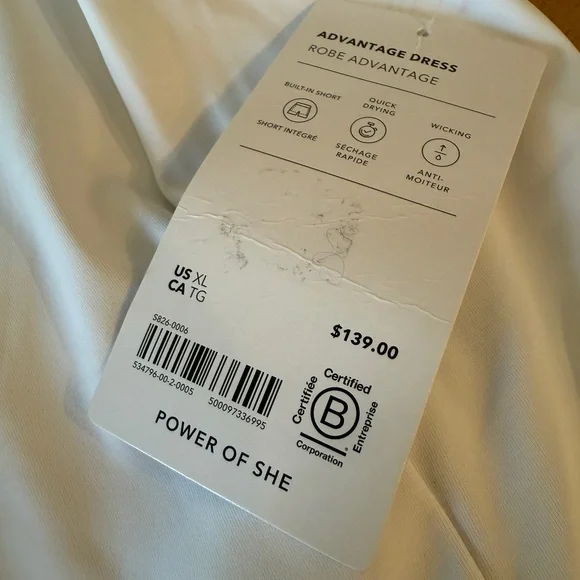 ADVANTAGE DRESS
ROBE ADVANTAGE
BUILT-IN SHORT
SHORT INTÉGRÉ
QUICK
DRYING
SÉCHAGE
RAPIDE
WICKING
ANTI-
MOITEUR
US XL
CA TG
$139.00
S826-0006
534796-00-2-0005 500097336995
Certified
Certifiée
B
Entreprise
Corporation
®
POWER OF SHE